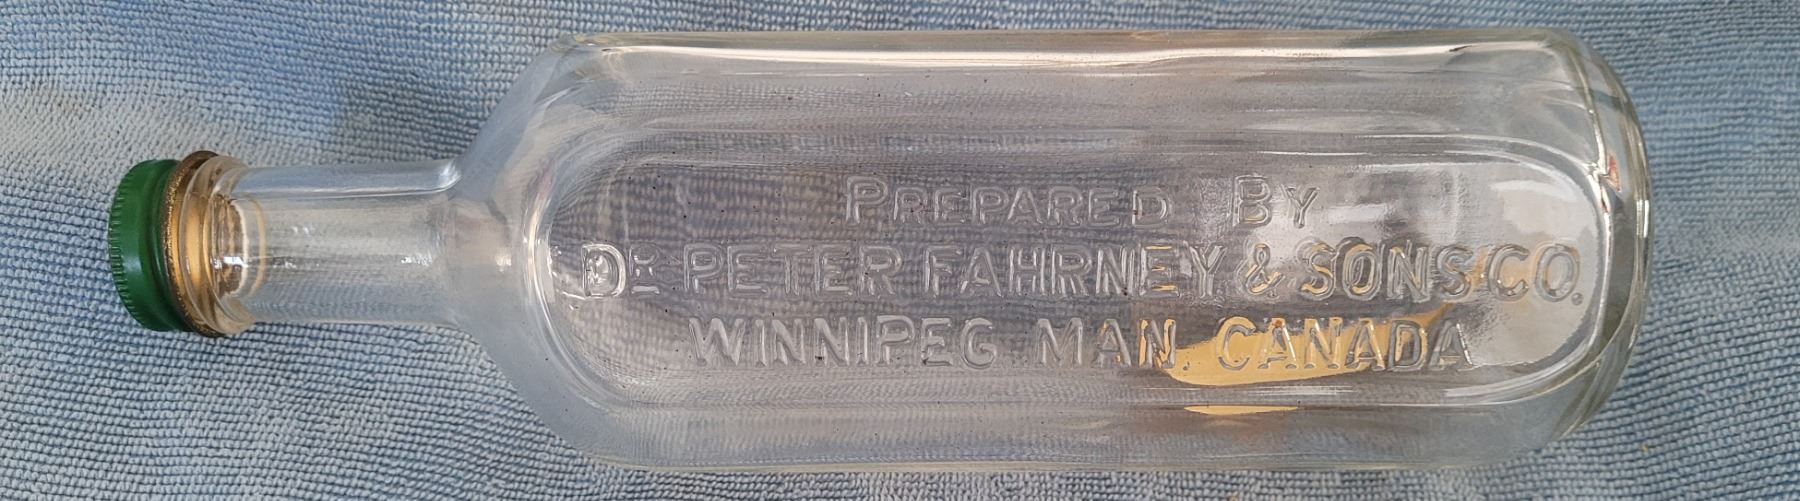 PREPARED BY
DR PETER FAHRNEY & SONS CO.
WINNIPEG MAN. CANADA